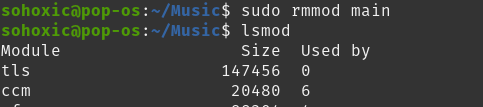 sohoxic@pop-os:~/Music$ sudo rmmod main
sohoxic@pop-os:~/Music$ lsmod
Module                  Size  Used by
tls                   147456  0
ccm                    20480  6